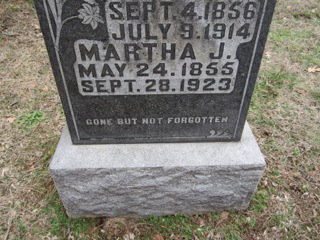 SEPT.4.1856
JULY 9.1914
MARTHA J.
MAY 24.1855
SEPT.28.1923
GONE BUT NOT FORGOTTEN